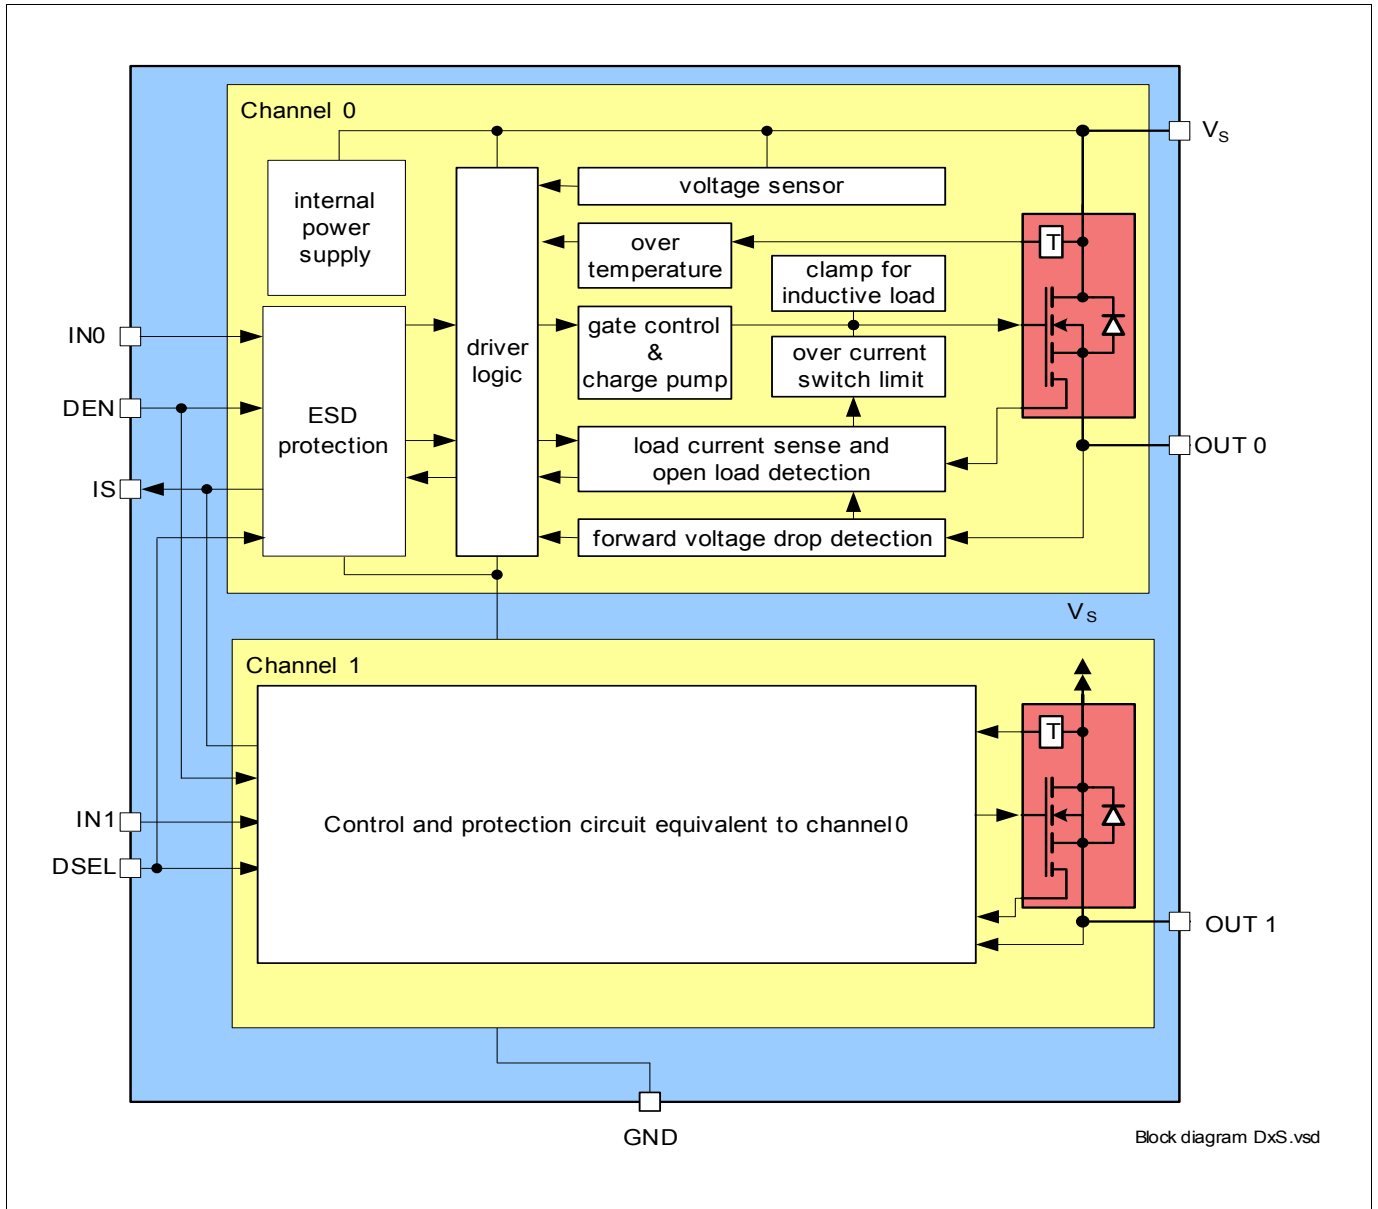 Channel 0
VS
internal
power
supply
voltage sensor
over
temperature
T
clamp for
inductive load
IN0
driver
logic
gate control
&
charge pump
over current
switch limit
DEN
ESD
protection
load current sense and
open load detection
OUT 0
IS
forward voltage drop detection
VS
Channel 1
T
IN1
Control and protection circuit equivalent to channel 0
DSEL
OUT 1
GND
Block diagram DxS.vsd